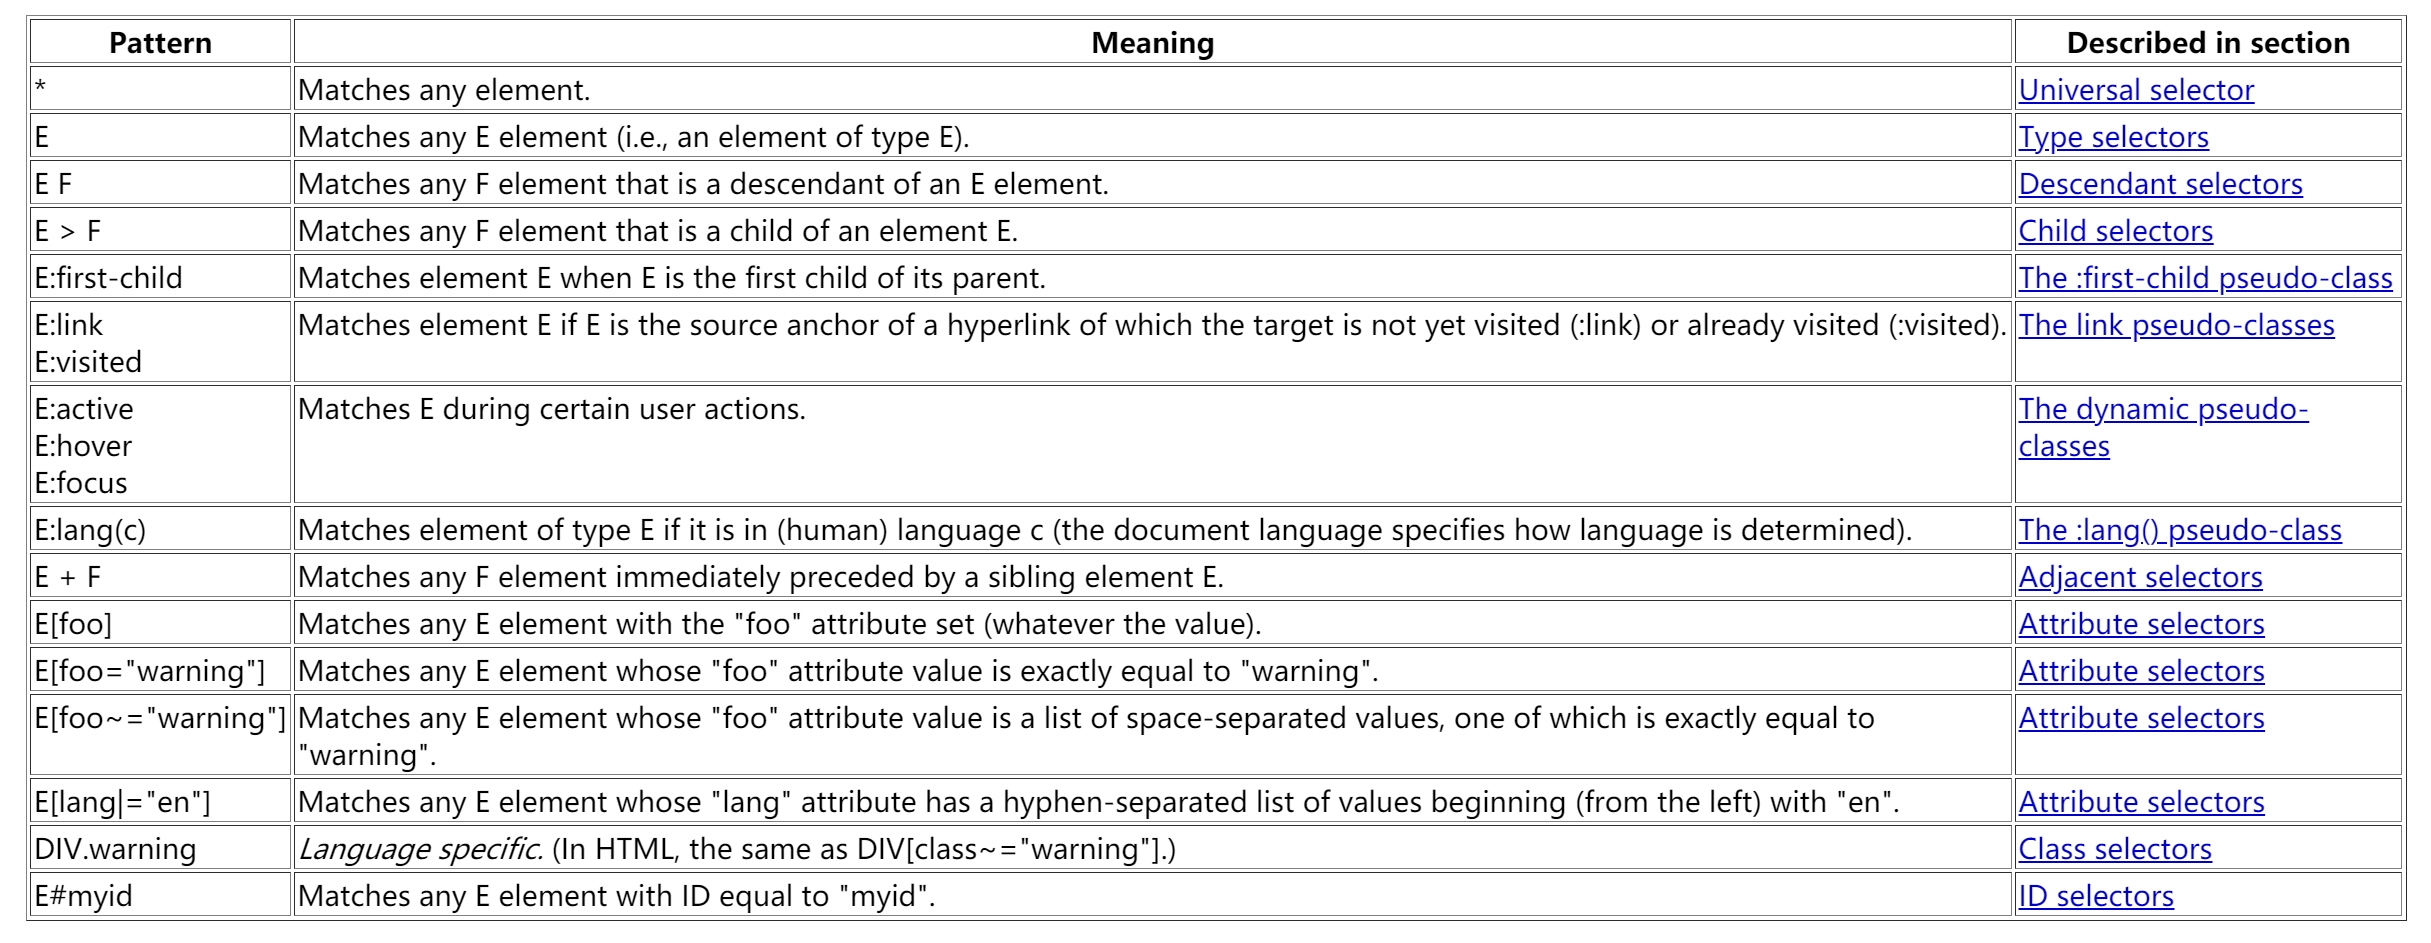 Pattern Meaning Described in section
* Matches any element. Universal selector
E Matches any E element (i.e., an element of type E). Type selectors
E F Matches any F element that is a descendant of an E element. Descendant selectors
E > F Matches any F element that is a child of an element E. Child selectors
E:first-child Matches element E when E is the first child of its parent. The :first-child pseudo-class
E:link Matches element E if E is the source anchor of a hyperlink of which the target is not yet visited (:link) or already visited (:visited). The link pseudo-classes
E:visited
E:active Matches E during certain user actions. The dynamic pseudo-
E:hover classes
E:focus
E:lang(c) Matches element of type E if it is in (human) language c (the document language specifies how language is determined). The :lang() pseudo-class
E + F Matches any F element immediately preceded by a sibling element E. Adjacent selectors
E[foo] Matches any E element with the "foo" attribute set (whatever the value). Attribute selectors
E[foo="warning"] Matches any E element whose "foo" attribute value is exactly equal to "warning". Attribute selectors
E[foo~="warning"] Matches any E element whose "foo" attribute value is a list of space-separated values, one of which is exactly equal to Attribute selectors
"warning".
E[lang|="en"] Matches any E element whose "lang" attribute has a hyphen-separated list of values beginning (from the left) with "en". Attribute selectors
DIV.warning Language specific. (In HTML, the same as DIV[class~="warning"].) Class selectors
E#myid Matches any E element with ID equal to "myid". ID selectors